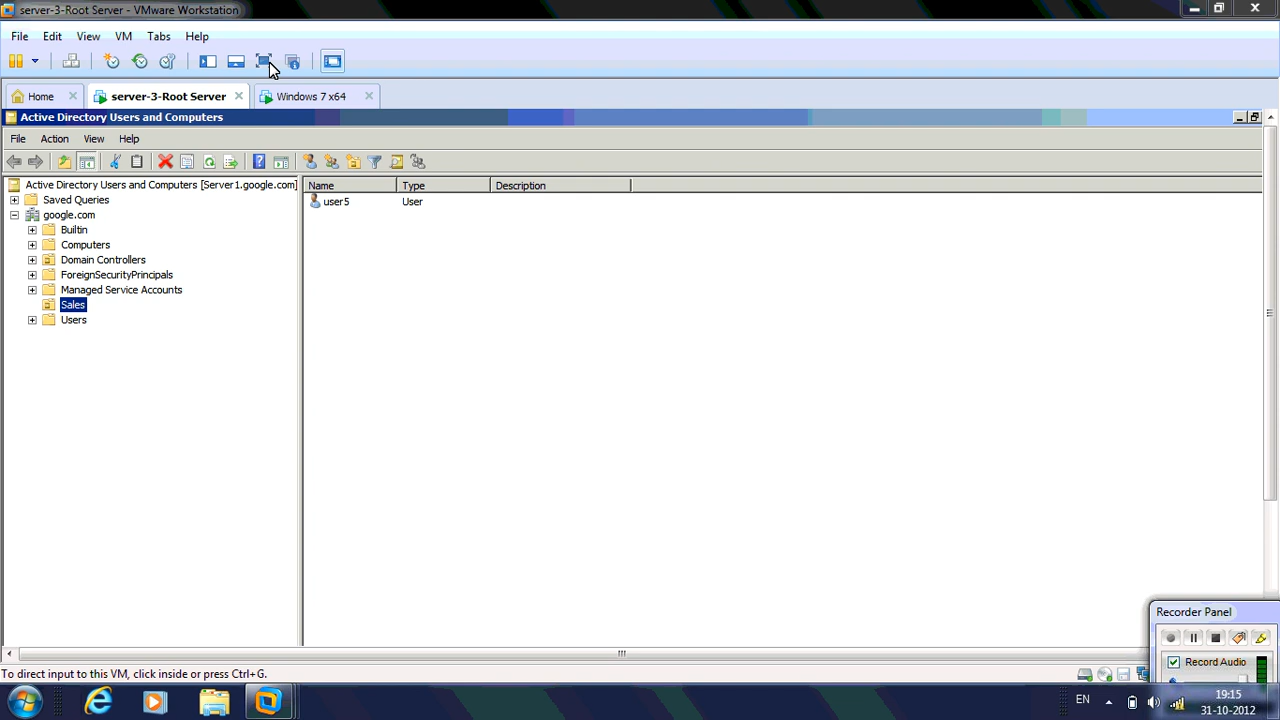 server-3-Root Server - VMware Workstation
File Edit View VM Tabs Help
Home server-3-Root Server Windows 7 x64
Active Directory Users and Computers
File Action View Help
Active Directory Users and Computers [Server1.google.com]
Name Type Description
Saved Queries
user5 User
google.com
Builtin
Computers
Domain Controllers
ForeignSecurityPrincipals
Managed Service Accounts
Sales
Users
Recorder Panel
Record Audio
To direct input to this VM, click inside or press Ctrl+G.
EN
19:15
31-10-2012